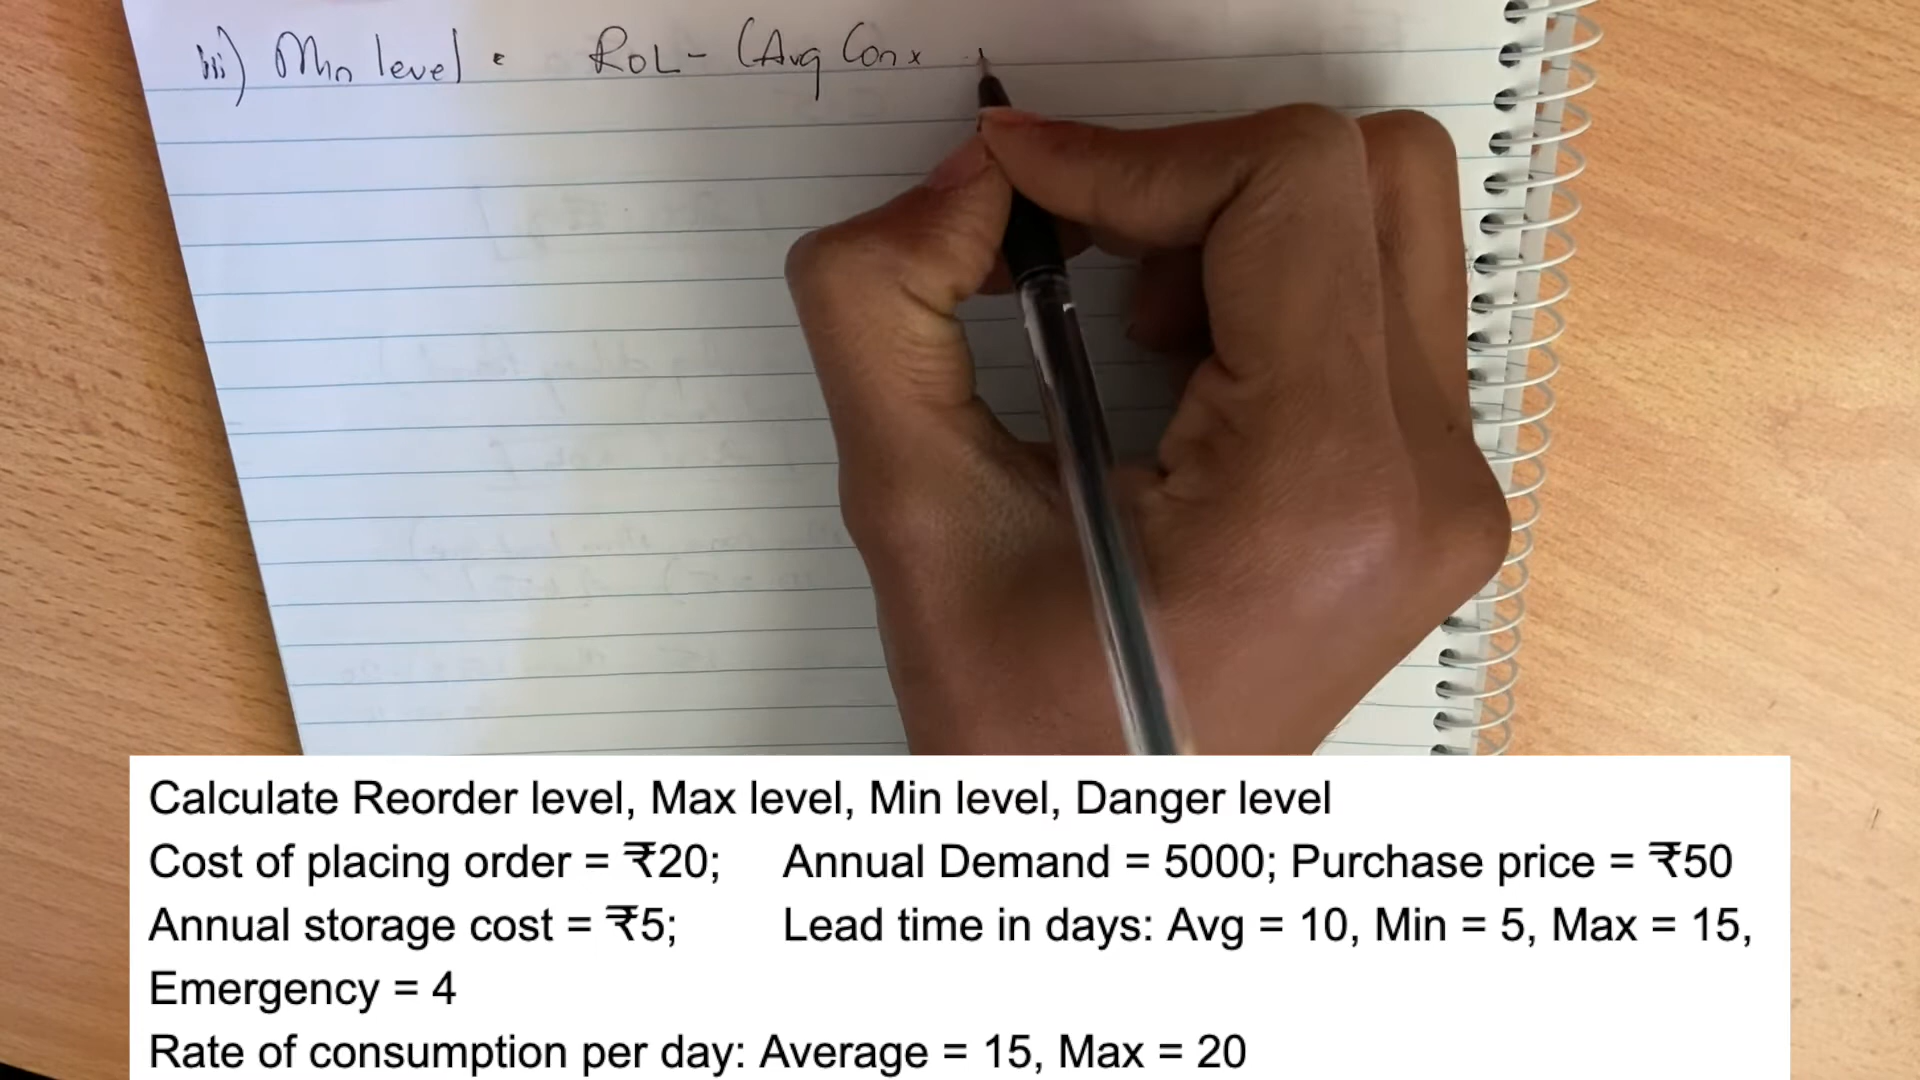 iii) Min level = ROL - (Avg Con x
Calculate Reorder level, Max level, Min level, Danger level
Cost of placing order = ₹20; Annual Demand = 5000; Purchase price = ₹50
Annual storage cost = ₹5; Lead time in days: Avg = 10, Min = 5, Max = 15,
Emergency = 4
Rate of consumption per day: Average = 15, Max = 20